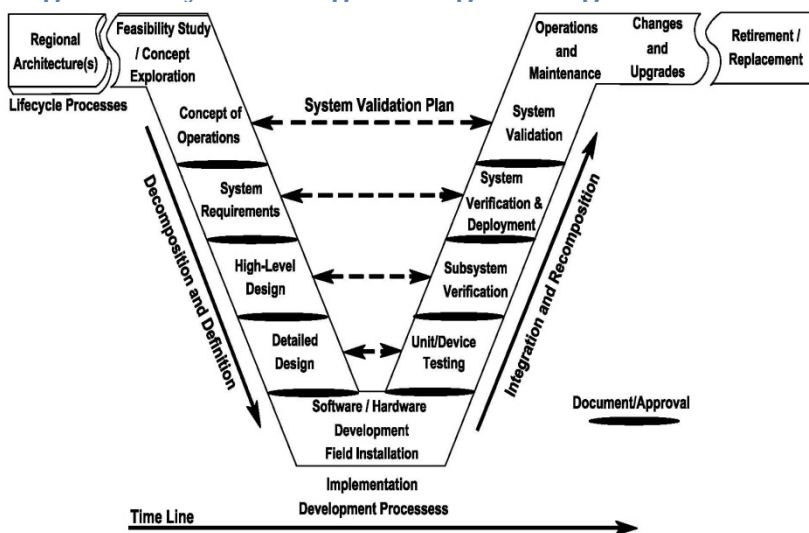 Regional
Architecture(s)
Feasibility Study
/ Concept
Exploration
Operations
and
Maintenance
Changes
and
Upgrades
Retirement /
Replacement
Lifecycle Processes
System Validation Plan
Concept of
Operations
System
Validation
System
Requirements
System
Verification &
Deployment
High-Level
Design
Subsystem
Verification
Detailed
Design
Unit/Device
Testing
Decomposition and Definition
Integration and Recomposition
Software / Hardware
Development
Field Installation
Document/Approval
Implementation
Development Processess
Time Line